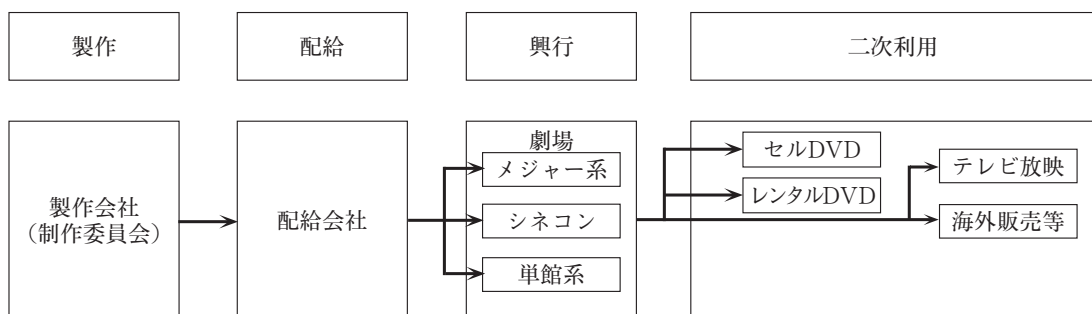 製作
配給
興行
二次利用
製作会社
（制作委員会）
配給会社
劇場
メジャー系
シネコン
単館系
セルDVD
レンタルDVD
テレビ放映
海外販売等